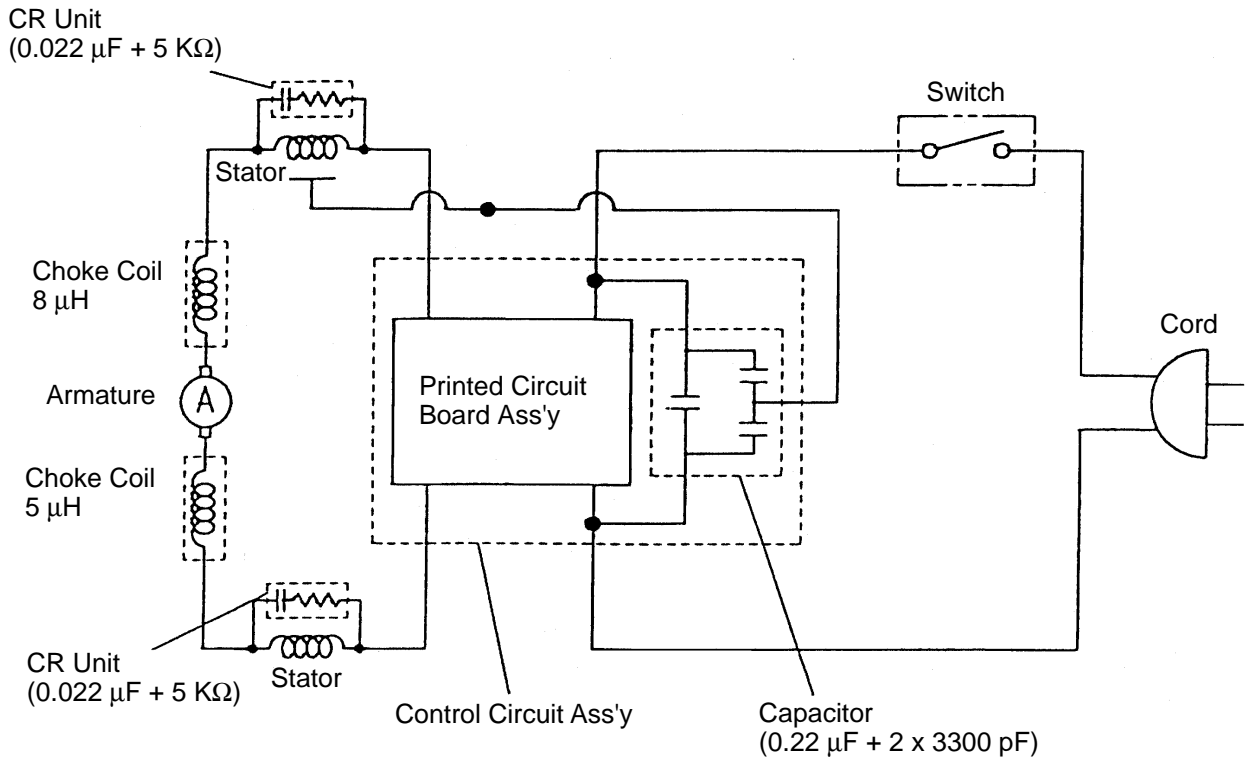 CR Unit
(0.022 μF + 5 KΩ)
Switch
Stator
Choke Coil
8 μH
Cord
Armature
A
Printed Circuit
Board Ass'y
Choke Coil
5 μH
CR Unit
(0.022 μF + 5 KΩ)
Stator
Control Circuit Ass'y
Capacitor
(0.22 μF + 2 x 3300 pF)